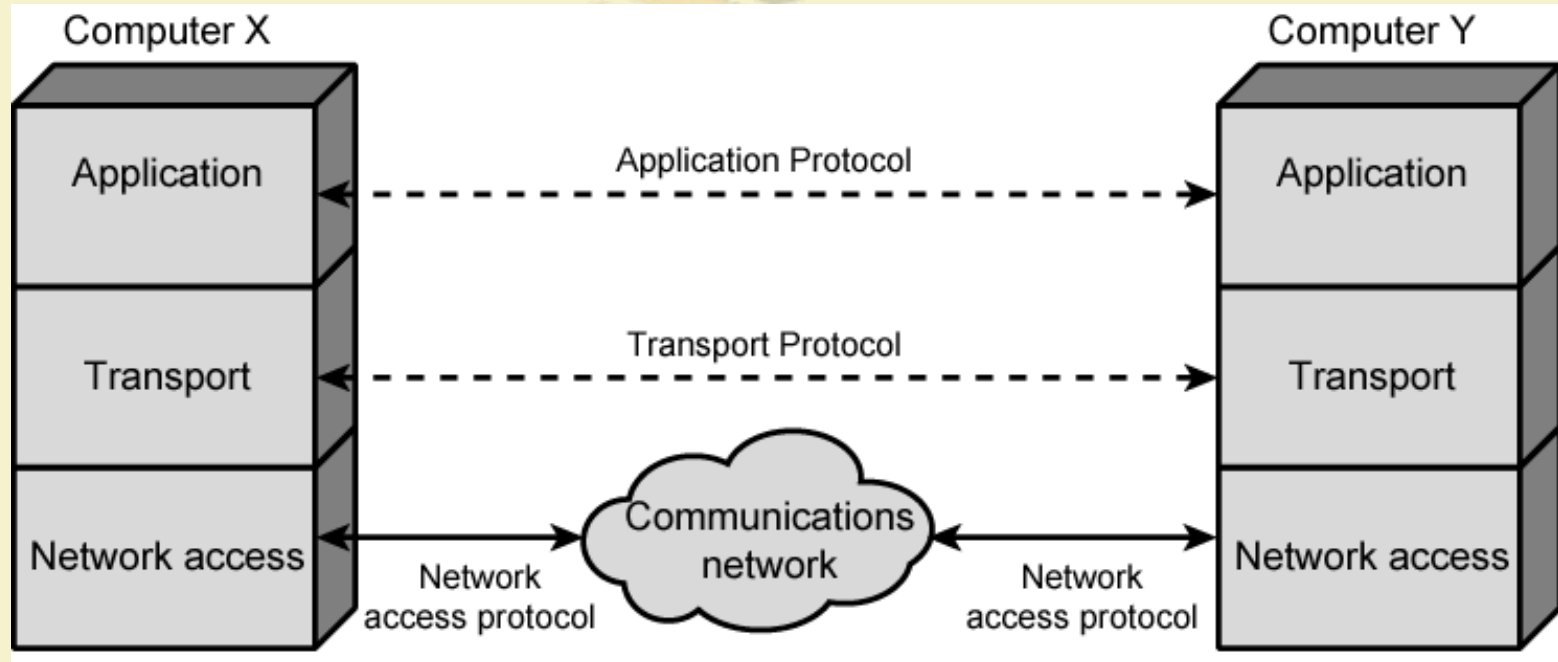 Computer X
Computer Y
Application
Application Protocol
Application
Transport
Transport Protocol
Transport
Network access
Communications
network
Network access
Network
access protocol
Network
access protocol